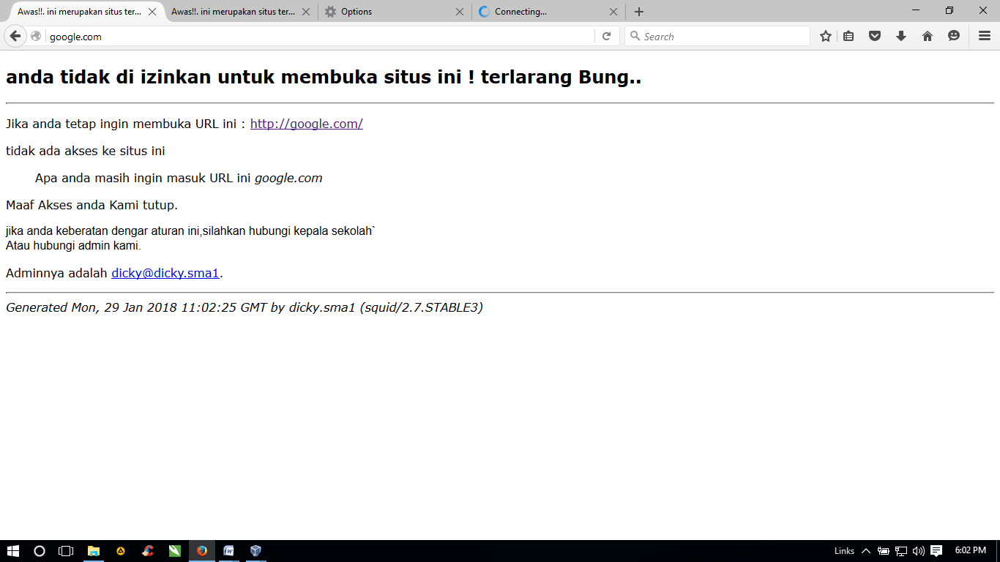 Awas!!. ini merupakan situs ter...
Awas!!. ini merupakan situs ter...
Options
Connecting...
google.com
Search
anda tidak di izinkan untuk membuka situs ini ! terlarang Bung..
Jika anda tetap ingin membuka URL ini : http://google.com/
tidak ada akses ke situs ini
Apa anda masih ingin masuk URL ini google.com
Maaf Akses anda Kami tutup.
jika anda keberatan dengar aturan ini,silahkan hubungi kepala sekolah`
Atau hubungi admin kami.
Adminnya adalah dicky@dicky.sma1.
Generated Mon, 29 Jan 2018 11:02:25 GMT by dicky.sma1 (squid/2.7.STABLE3)
Links
6:02 PM